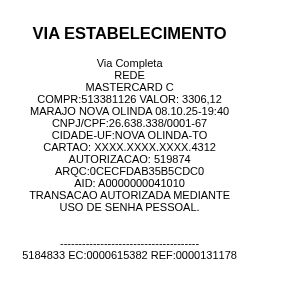 VIA ESTABELECIMENTO
Via Completa
REDE
MASTERCARD C
COMPR:513381126 VALOR: 3306,12
MARAJO NOVA OLINDA 08.10.25-19:40
CNPJ/CPF:26.638.338/0001-67
CIDADE-UF:NOVA OLINDA-TO
CARTAO: XXXX.XXXX.XXXX.4312
AUTORIZACAO: 519874
ARQC:0CECFDAB35B5CDC0
AID: A0000000041010
TRANSACAO AUTORIZADA MEDIANTE
USO DE SENHA PESSOAL.
--------------------------------------
5184833 EC:0000615382 REF:0000131178